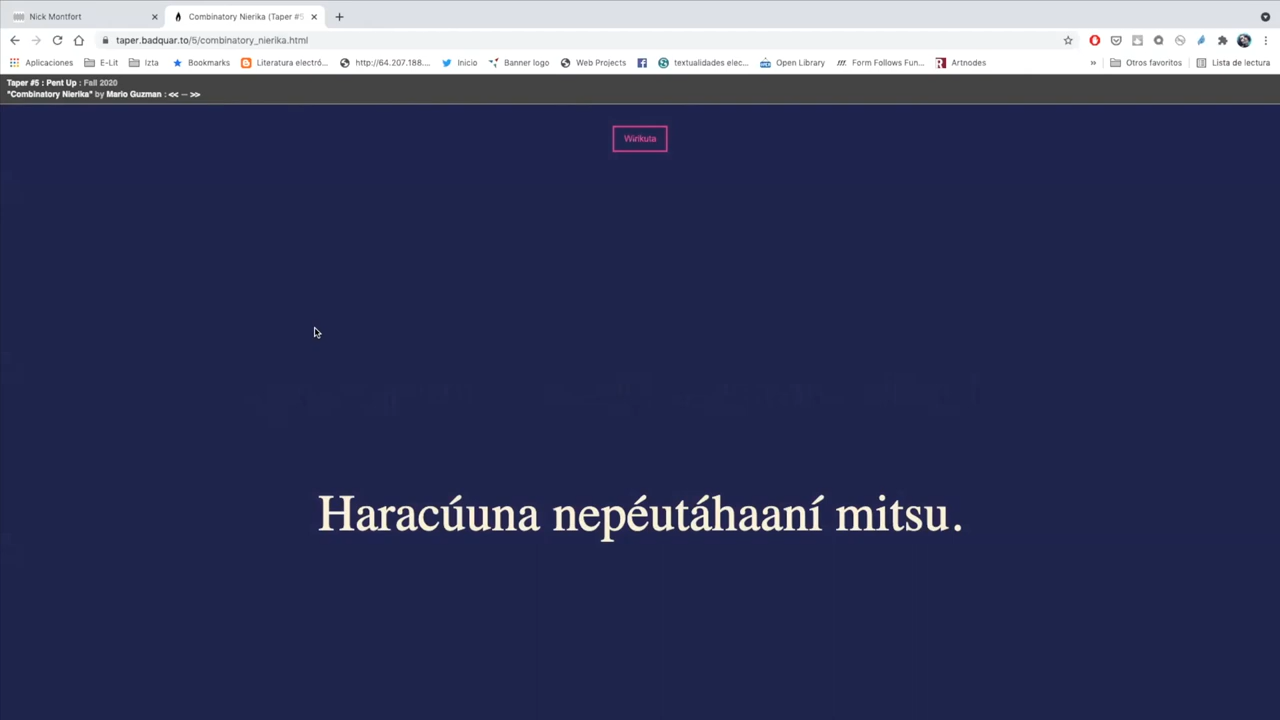 Nick Montfort
Combinatory Nierika (Taper #5
taper.badquar.to/5/combinatory_nierika.html
Aplicaciones E-Lit Izta Bookmarks Literatura electró... http://64.207.188.... Inicio Banner logo Web Projects textualidades elec... Open Library Form Follows Fun... Artnodes » Otros favoritos Lista de lectura
Taper #5 : Pent Up : Fall 2020
"Combinatory Nierika" by Mario Guzman : << — >>
Wirikuta
Haracúuna nepéutáhaaní mitsu.